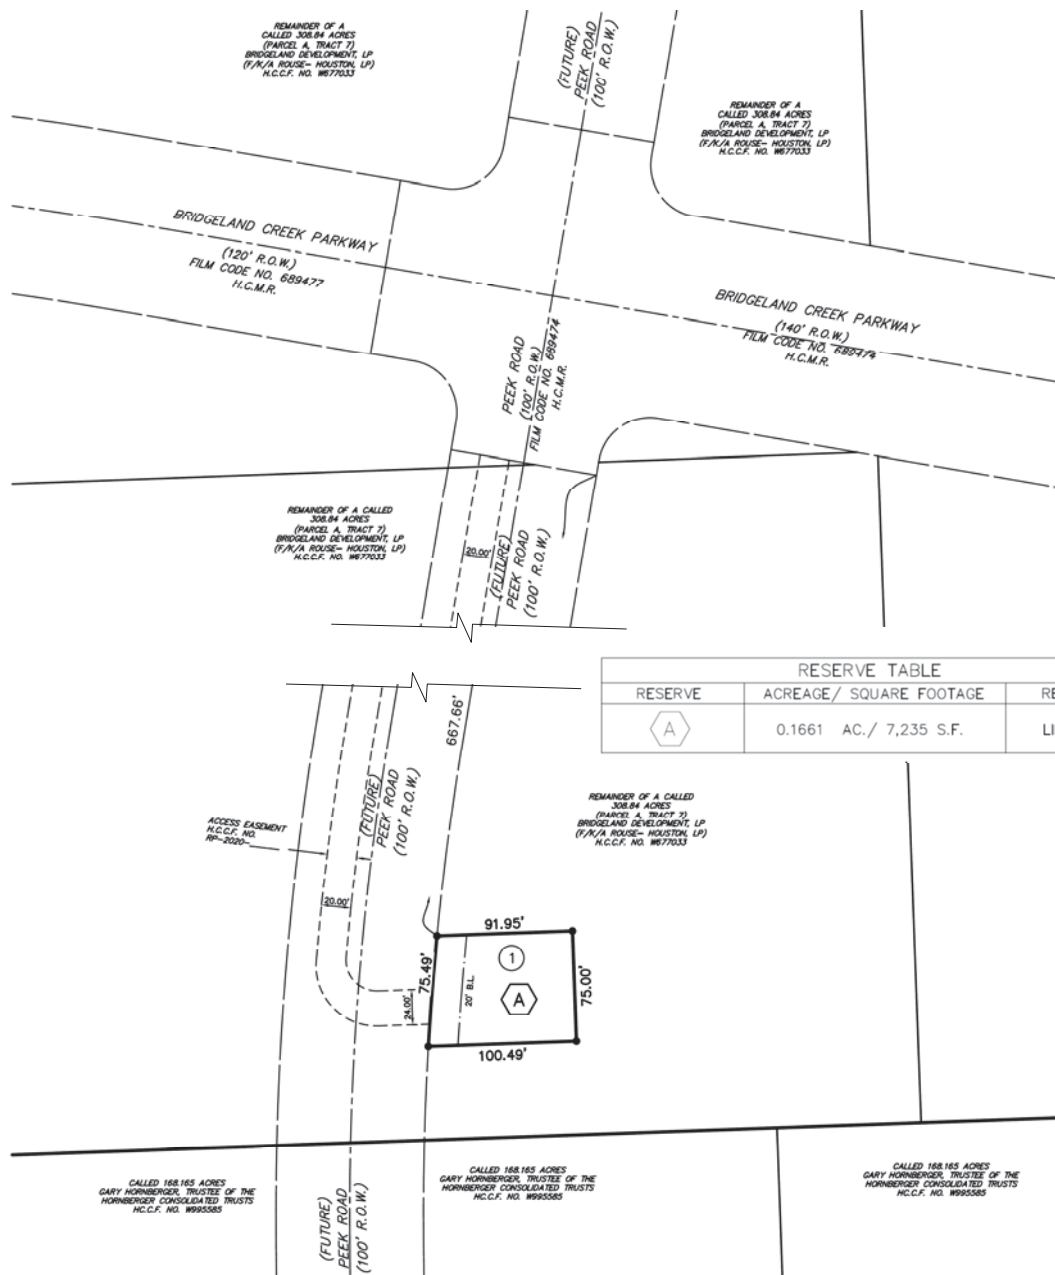 REMAINDER OF A
CALLED 308.84 ACRES
(PARCEL A, TRACT 7)
BRIDGELAND DEVELOPMENT, LP
(F/K/A ROUSE– HOUSTON, LP)
H.C.C.F. NO. W677033
(FUTURE)
PEEK ROAD
(100' R.O.W.)
REMAINDER OF A
CALLED 308.84 ACRES
(PARCEL A, TRACT 7)
BRIDGELAND DEVELOPMENT, LP
(F/K/A ROUSE– HOUSTON, LP)
H.C.C.F. NO. W677033
BRIDGELAND CREEK PARKWAY
(120' R.O.W.)
FILM CODE NO. 689477
H.C.M.R.
BRIDGELAND CREEK PARKWAY
(140' R.O.W.)
FILM CODE NO. 689474
H.C.M.R.
PEEK ROAD
(100' R.O.W.)
FILM CODE NO. 689474
H.C.M.R.
REMAINDER OF A CALLED
308.84 ACRES
(PARCEL A, TRACT 7)
BRIDGELAND DEVELOPMENT, LP
(F/K/A ROUSE– HOUSTON, LP)
H.C.C.F. NO. W677033
20.00'
(FUTURE)
PEEK ROAD
(100' R.O.W.)
RESERVE TABLE
RESERVE ACREAGE/ SQUARE FOOTAGE RE
A 0.1661 AC./ 7,235 S.F. LI
667.66'
(FUTURE)
PEEK ROAD
(100' R.O.W.)
REMAINDER OF A CALLED
308.84 ACRES
(PARCEL A, TRACT 7)
BRIDGELAND DEVELOPMENT, LP
(F/K/A ROUSE– HOUSTON, LP)
H.C.C.F. NO. W677033
ACCESS EASEMENT
H.C.C.F. NO.
RP–2020–
20.00'
91.95'
1
75.49'
20' B.L.
A
75.00'
24.00'
100.49'
CALLED 168.165 ACRES
GARY HORNBERGER, TRUSTEE OF THE
HORNBERGER CONSOLIDATED TRUSTS
HC.C.F. NO. W995585
(FUTURE)
PEEK ROAD
(100' R.O.W.)
CALLED 168.165 ACRES
GARY HORNBERGER, TRUSTEE OF THE
HORNBERGER CONSOLIDATED TRUSTS
HC.C.F. NO. W995585
CALLED 168.165 ACRES
GARY HORNBERGER, TRUSTEE OF THE
HORNBERGER CONSOLIDATED TRUSTS
HC.C.F. NO. W995585